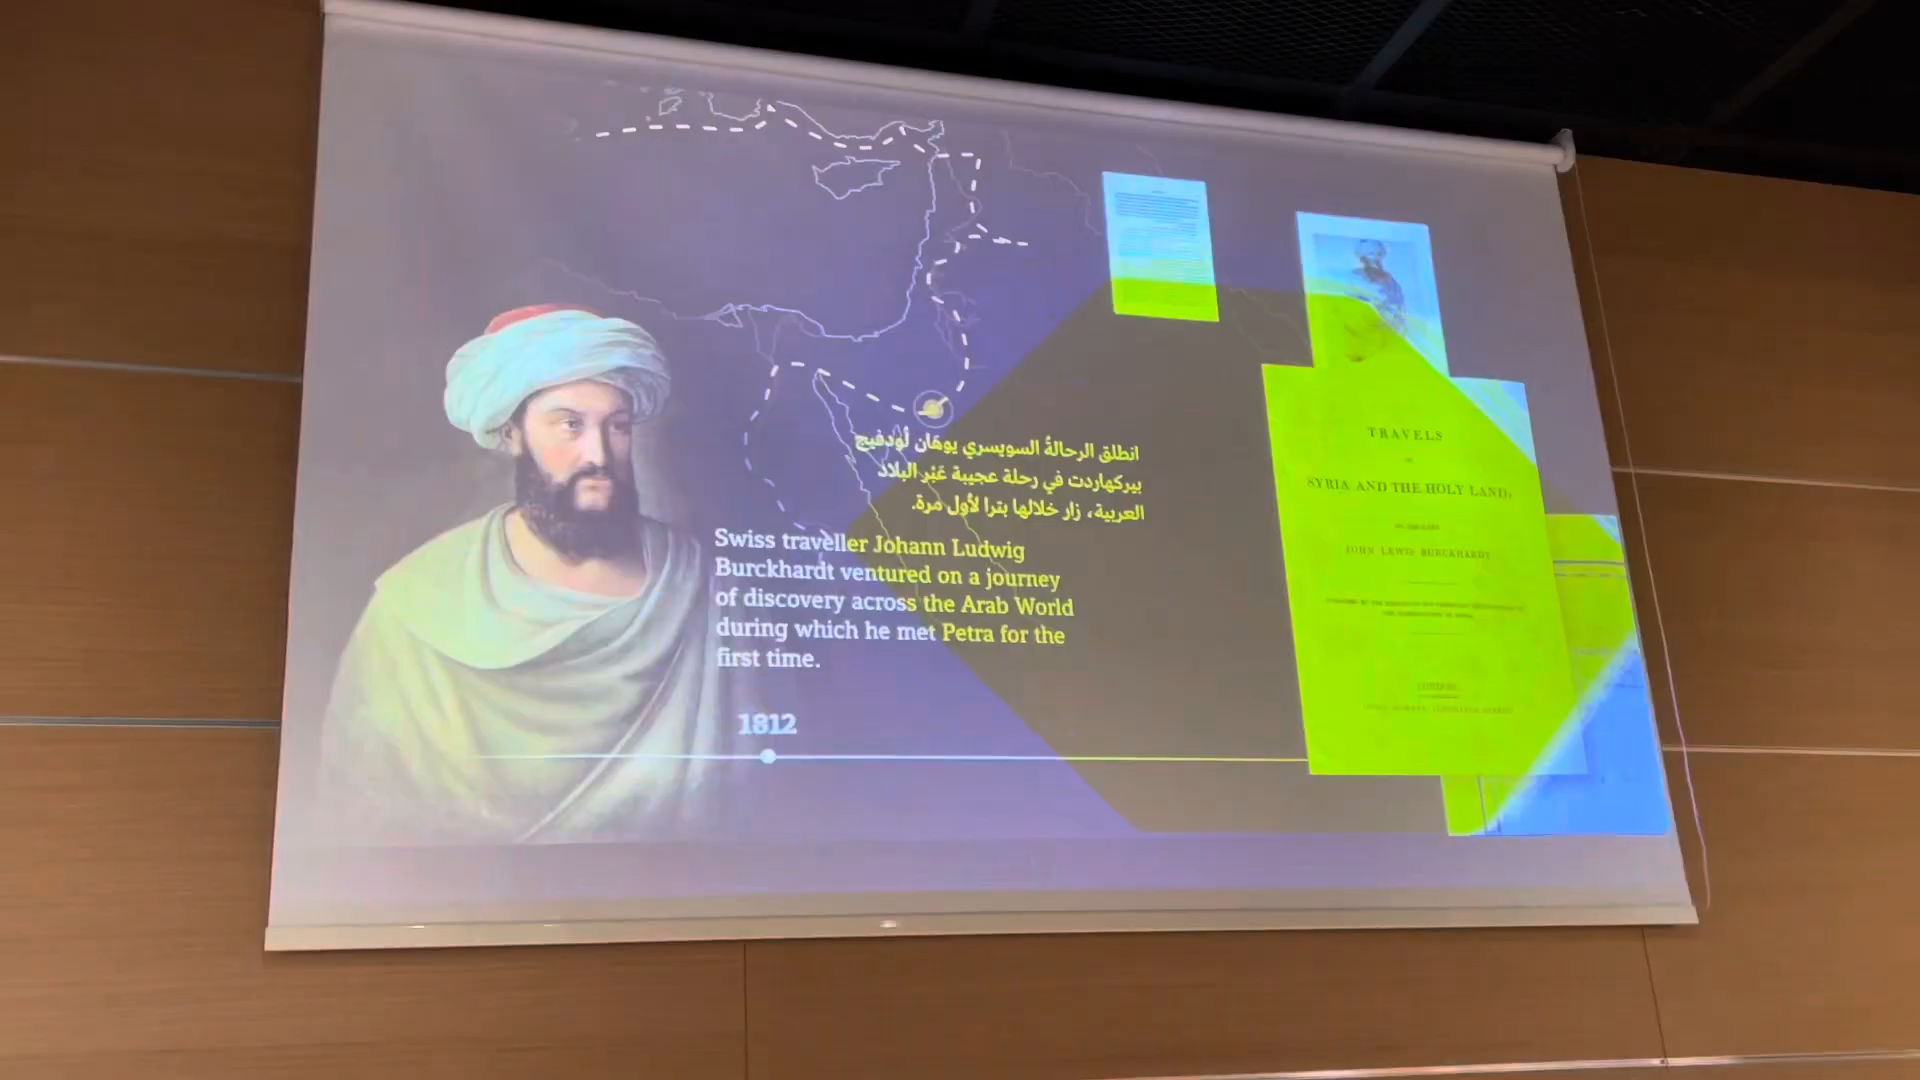 انطلق الرحالةُ السويسري يوهَان لُودفيج
بيركهاردت في رحلة عجيبة عَبْر البلاد
العربية، زار خلالها بترا لأول مرة.
Swiss traveller Johann Ludwig
Burckhardt ventured on a journey
of discovery across the Arab World
during which he met Petra for the
first time.
1812
TRAVELS
SYRIA AND THE HOLY LAND;
JOHN LEWIS BURCKHARDT
LONDON